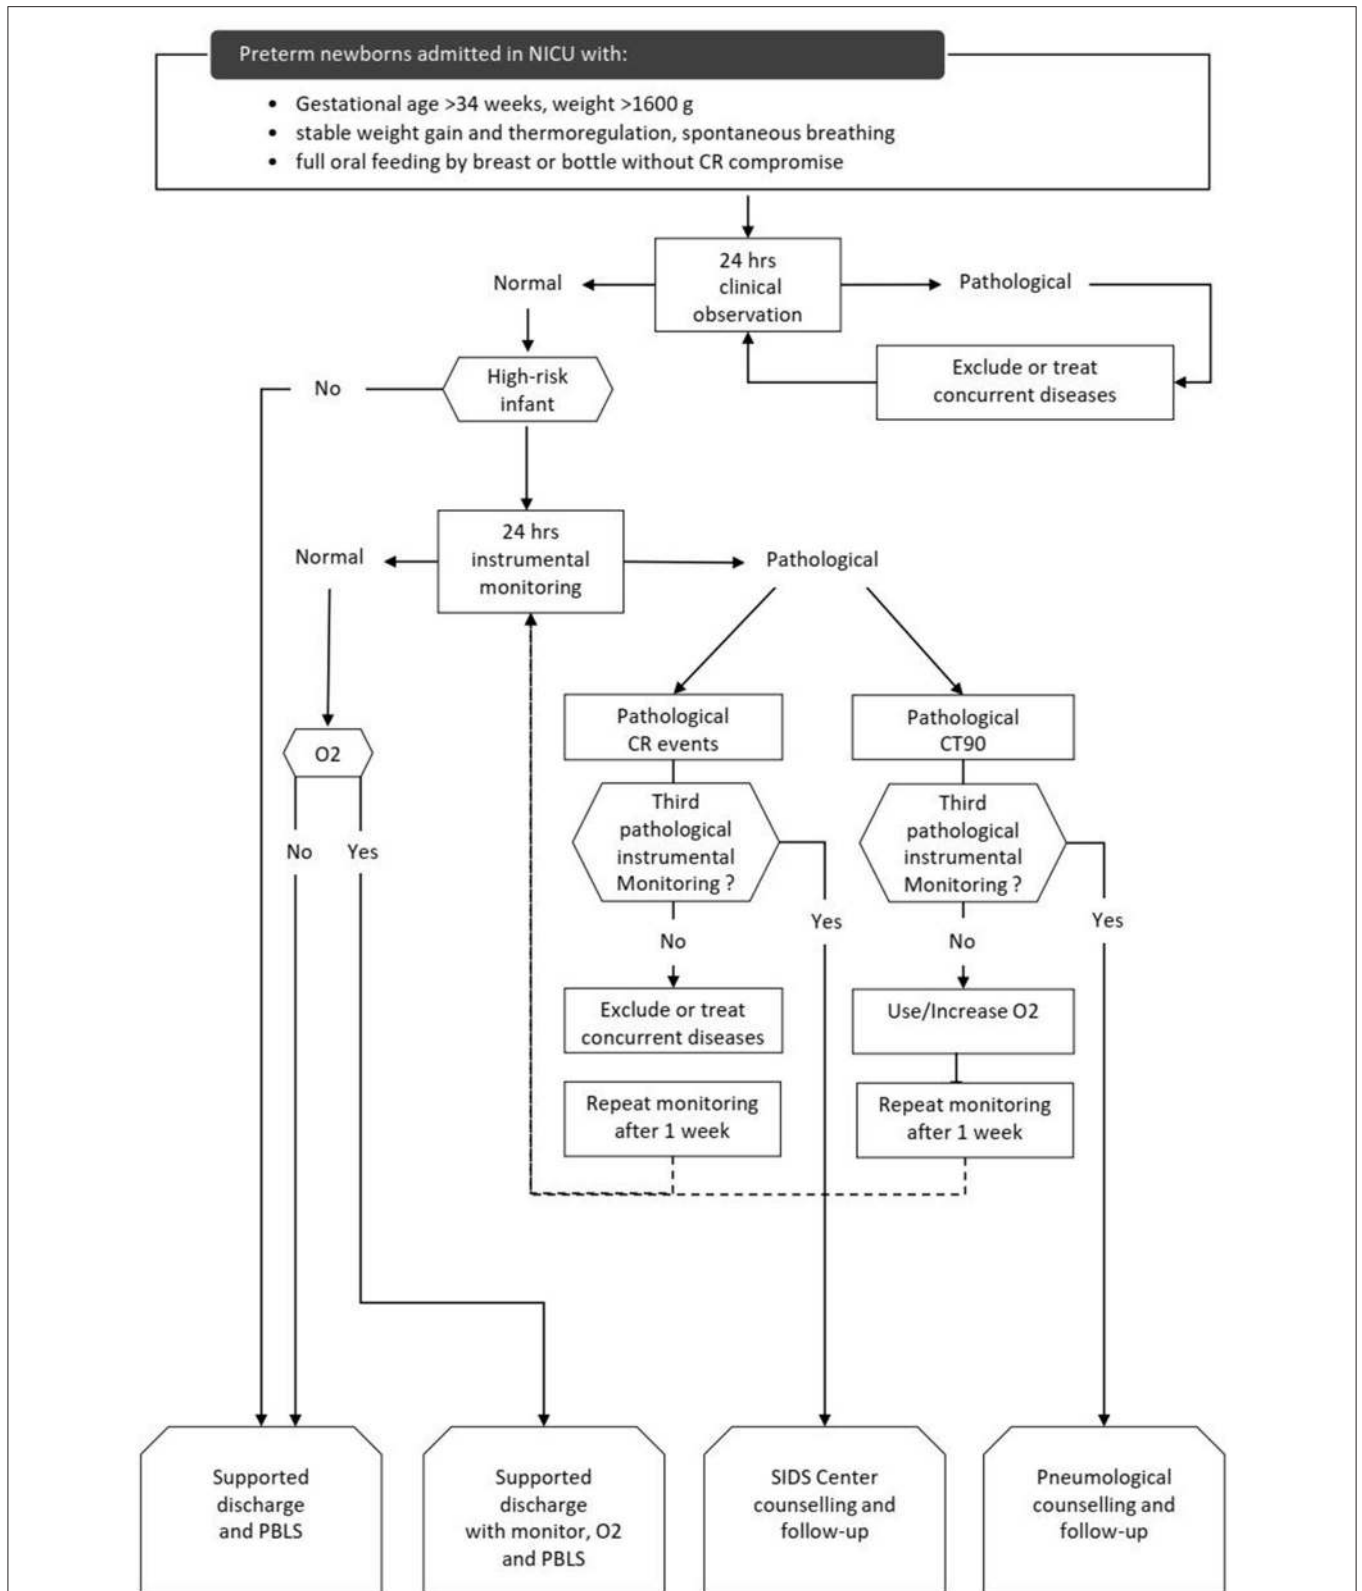 Preterm newborns admitted in NICU with:
• Gestational age >34 weeks, weight >1600 g
• stable weight gain and thermoregulation, spontaneous breathing
• full oral feeding by breast or bottle without CR compromise
24 hrs
clinical
observation
Normal
Pathological
Exclude or treat
concurrent diseases
High-risk
infant
No
24 hrs
instrumental
monitoring
Normal
Pathological
O2
No
Yes
Pathological
CR events
Third
pathological
instrumental
Monitoring ?
Yes
No
Exclude or treat
concurrent diseases
Repeat monitoring
after 1 week
Pathological
CT90
Third
pathological
instrumental
Monitoring ?
Yes
No
Use/Increase O2
Repeat monitoring
after 1 week
Supported
discharge
and PBLS
Supported
discharge
with monitor, O2
and PBLS
SIDS Center
counselling and
follow-up
Pneumological
counselling and
follow-up